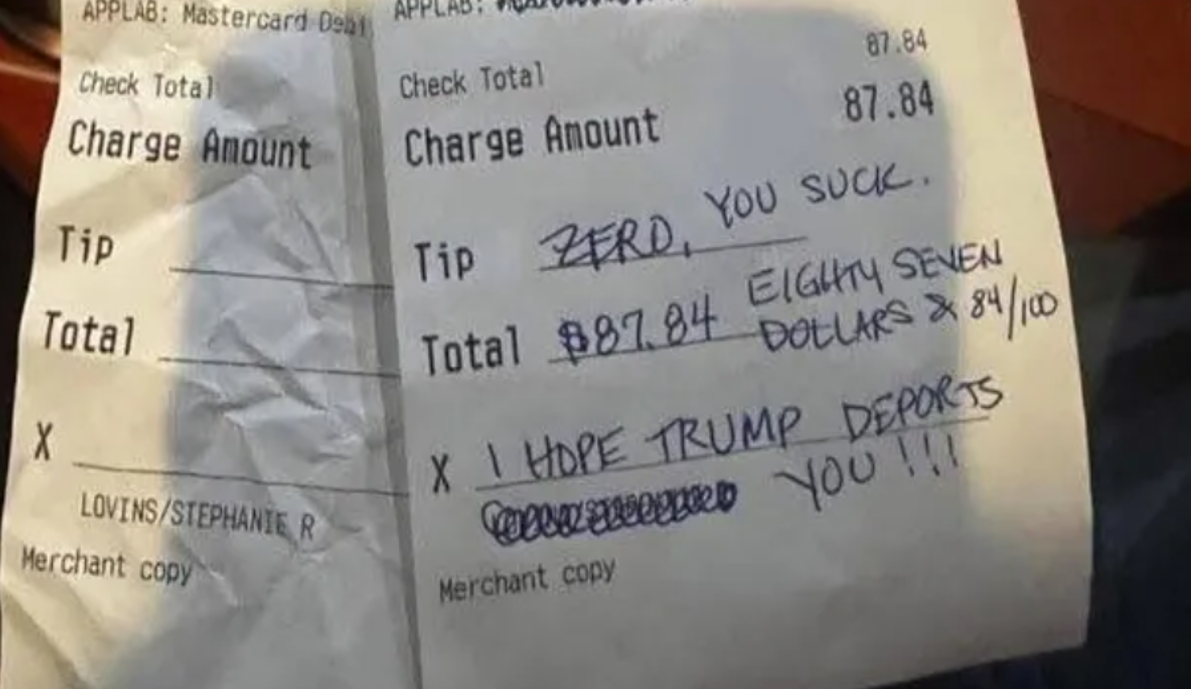 APPLAB: Mastercard Debi
Check Total
Charge Amount
Tip
Total
X
LOVINS/STEPHANIE R
Merchant copy
APPLAB:
Check Total 87.84
Charge Amount 87.84
Tip ZERO, YOU SUCK.
Total $87.84 EIGHTY SEVEN
DOLLARS & 84/100
X I HOPE TRUMP DEPORTS
YOU !!!
Merchant copy